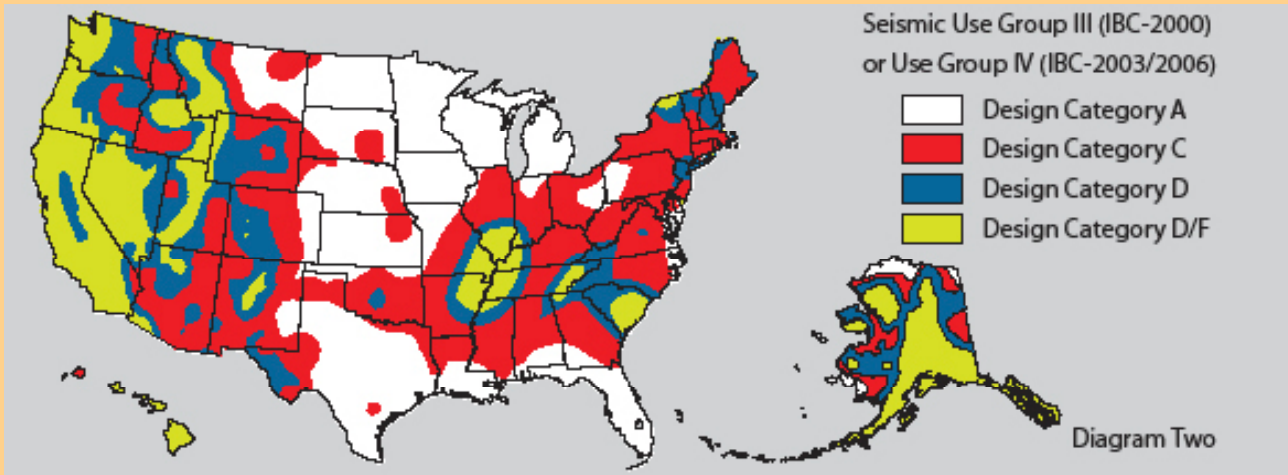 Seismic Use Group III (IBC-2000)
or Use Group IV (IBC-2003/2006)
Design Category A
Design Category C
Design Category D
Design Category D/F
Diagram Two